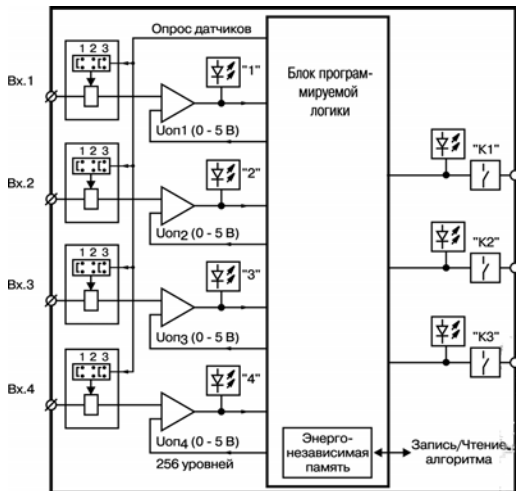 Опрос датчиков
1 2 3
Вх.1
"1"
Uоп1 (0 - 5 В)
1 2 3
Вх.2
"2"
Uоп2 (0 - 5 В)
1 2 3
Вх.3
"3"
Uоп3 (0 - 5 В)
1 2 3
Вх.4
"4"
Uоп4 (0 - 5 В)
256 уровней
Блок програм-
мируемой
логики
Энерго-
независимая
память
"К1"
"К2"
"К3"
Запись/Чтение
алгоритма